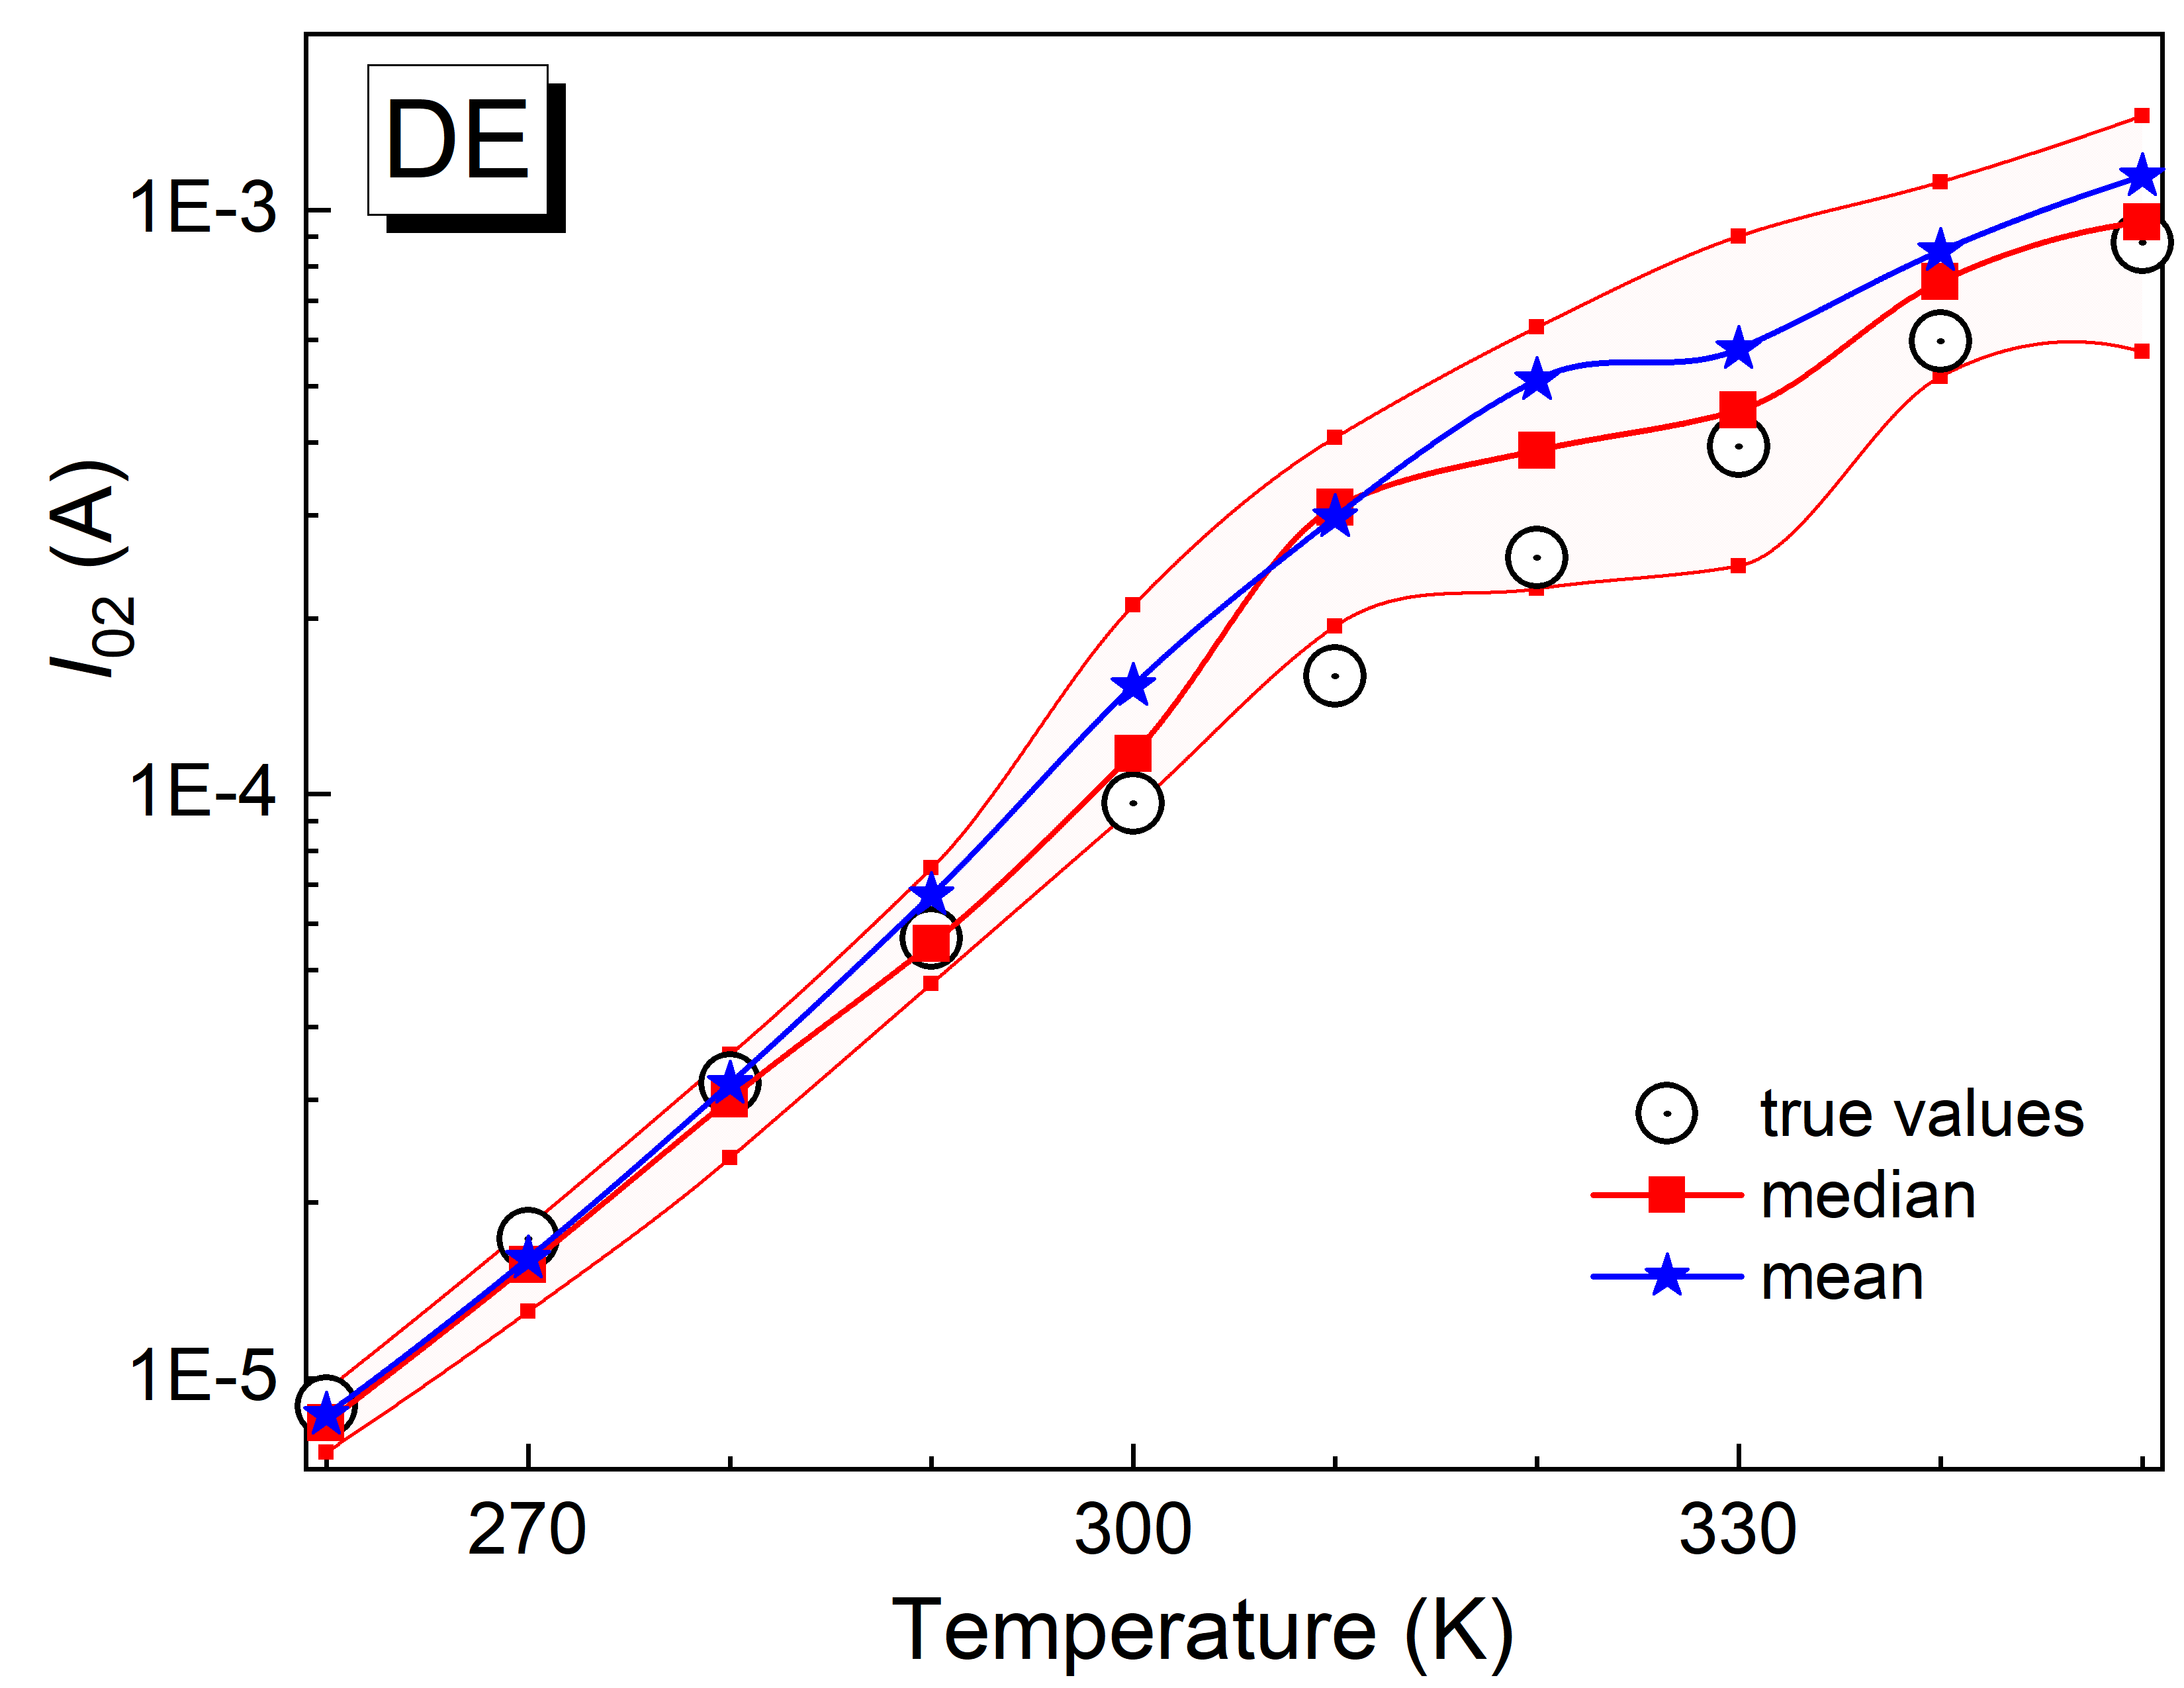 DE
1E-3
1E-4
1E-5
I02 (A)
true values
median
mean
270
300
330
Temperature (K)